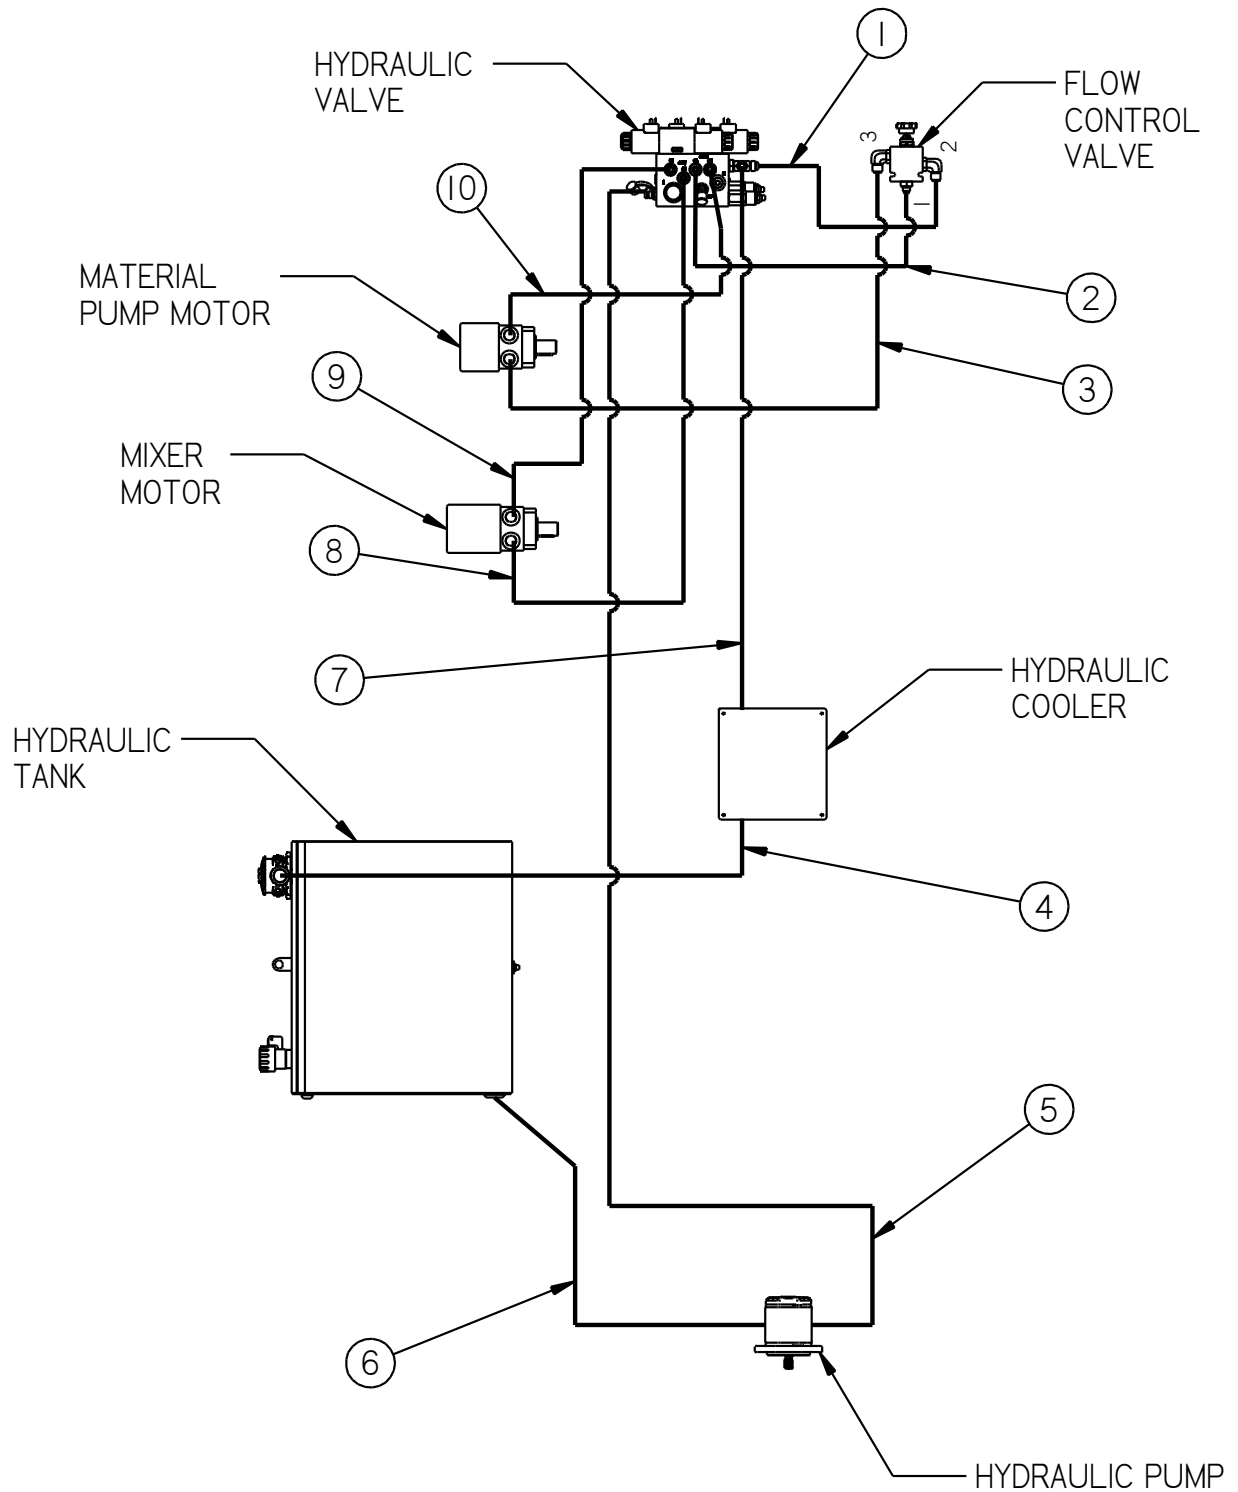 1
HYDRAULIC
VALVE
FLOW
CONTROL
VALVE
3
2
1
10
MATERIAL
PUMP MOTOR
2
9
3
MIXER
MOTOR
8
7
HYDRAULIC
COOLER
HYDRAULIC
TANK
4
5
6
HYDRAULIC PUMP